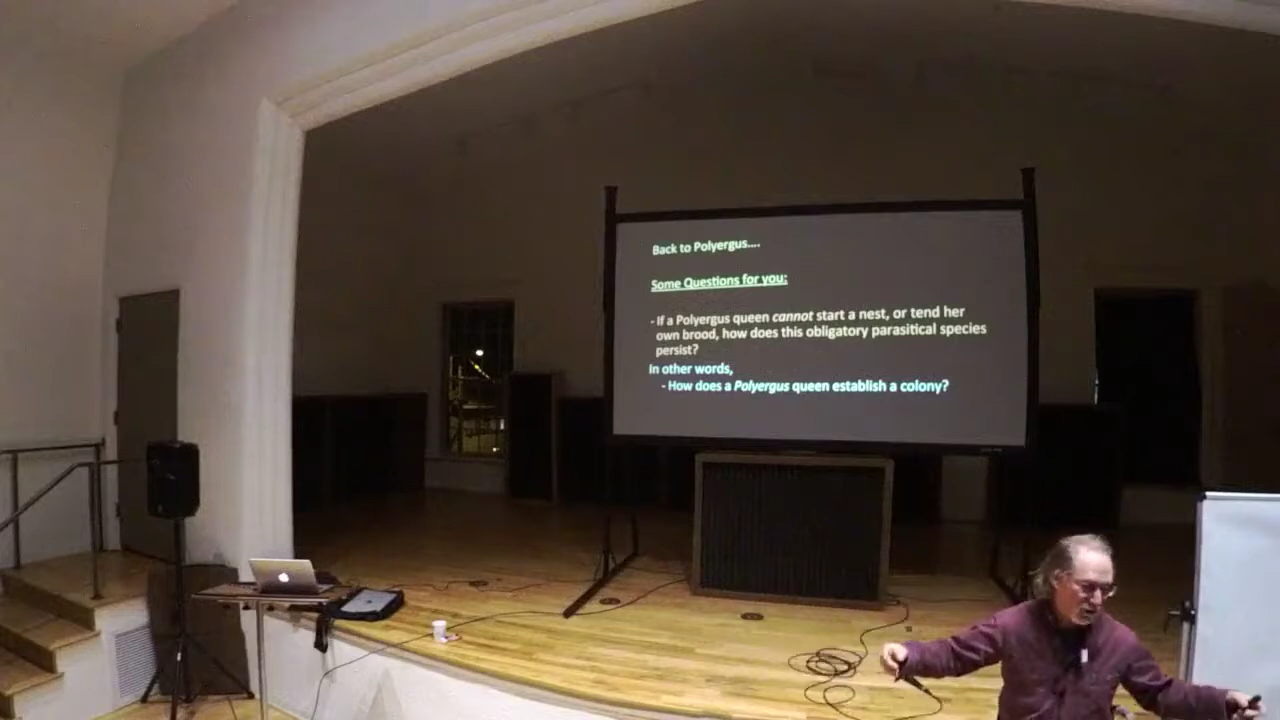 Back to Polyergus....
Some Questions for you:
- If a Polyergus queen cannot start a nest, or tend her
own brood, how does this obligatory parasitical species
persist?
In other words,
- How does a Polyergus queen establish a colony?